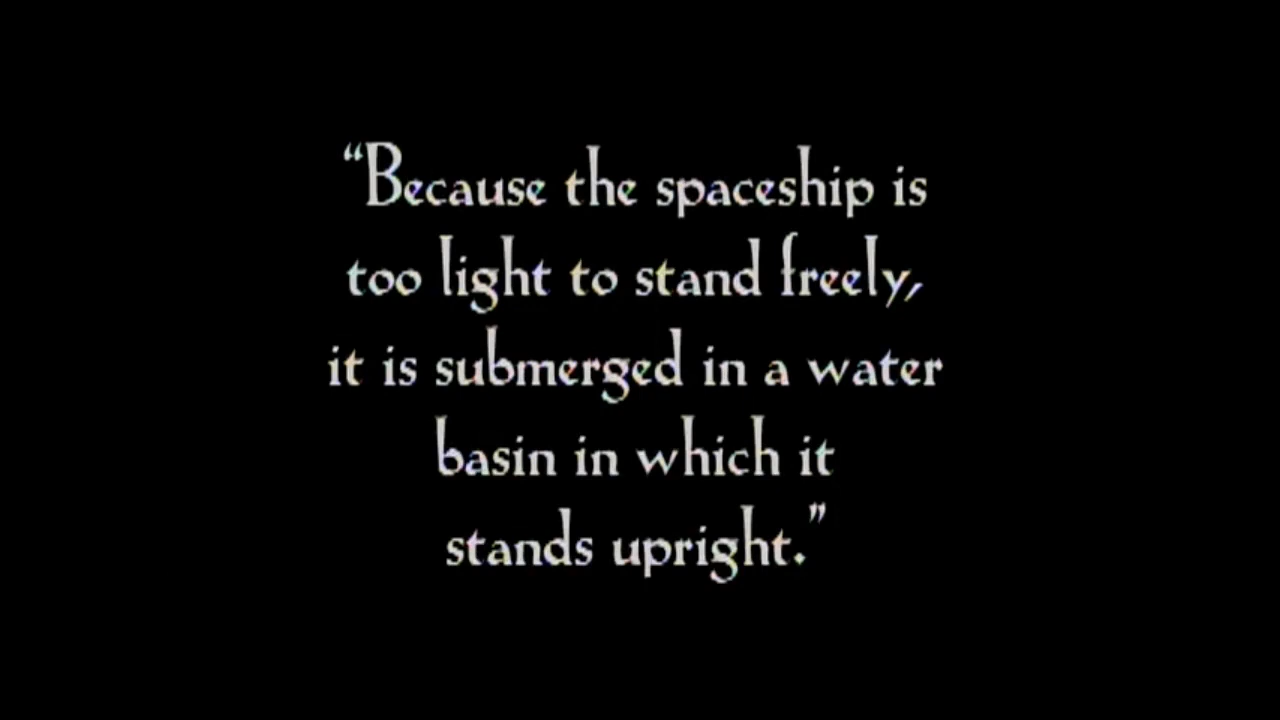 “Because the spaceship is
too light to stand freely,
it is submerged in a water
basin in which it
stands upright.”